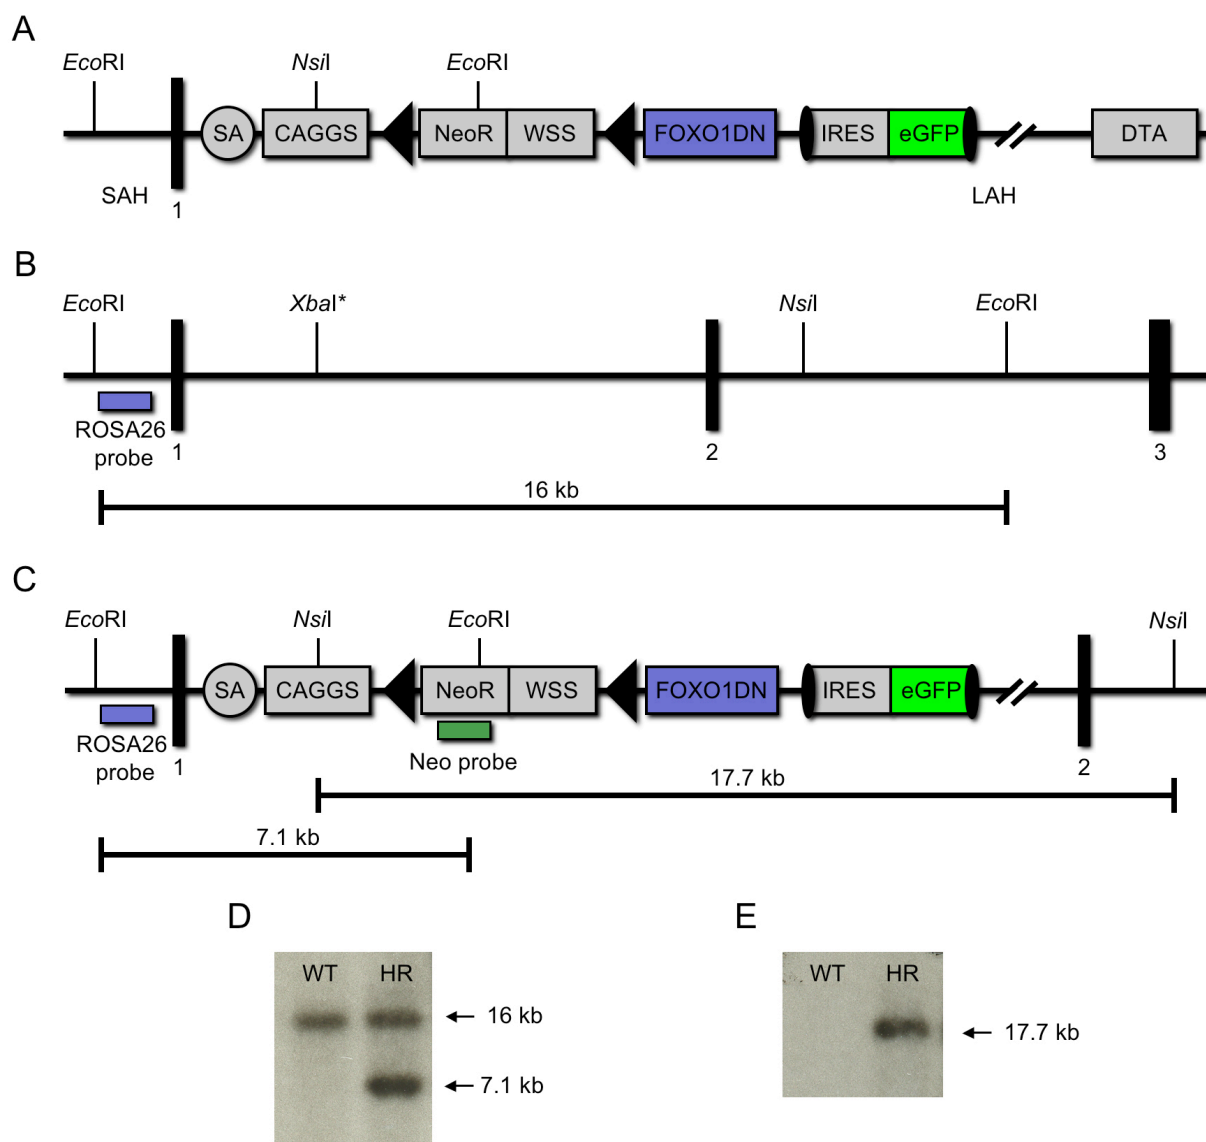 A
EcoRI NsiI EcoRI
SA CAGGS NeoR WSS FOXO1DN IRES eGFP DTA
SAH LAH
1
B
EcoRI XbaI* NsiI EcoRI
ROSA26
probe 1 2 3
16 kb
C
EcoRI NsiI EcoRI NsiI
SA CAGGS NeoR WSS FOXO1DN IRES eGFP
ROSA26
probe 1 Neo probe 2
17.7 kb
7.1 kb
D E
WT HR WT HR
16 kb
17.7 kb
7.1 kb